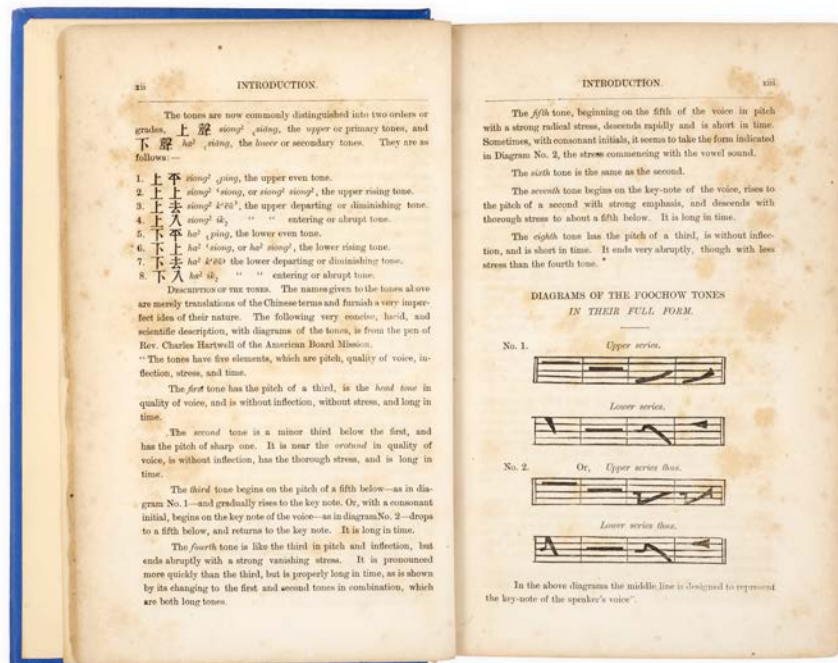 xii INTRODUCTION.
The tones are now commonly distinguished into two orders or
grades, 上聲 siong² ꜁siăng, the upper or primary tones, and
下聲 ha² ꜁siăng, the lower or secondary tones. They are as
follows:—
1. 上平 siong² ꜁ping, the upper even tone.
2. 上上 siong² ‘siong, or siong² siong², the upper rising tone.
3. 上去 siong² k‘ëü³, the upper departing or diminishing tone.
4. 上入 siong² ik, “ “ entering or abrupt tone.
5. 下平 ha² ꜁ping, the lower even tone.
6. 下上 ha² ‘siong, or ha² siong², the lower rising tone.
7. 下去 ha² k‘ëü³ the lower departing or diminishing tone.
8. 下入 ha² ik, “ “ entering or abrupt tone.
DESCRIPTION OF THE TONES. The names given to the tones above
are merely translations of the Chinese terms and furnish a very imper-
fect idea of their nature. The following very concise, lucid, and
scientific description, with diagrams of the tones, is from the pen of
Rev. Charles Hartwell of the American Board Mission.
“The tones have five elements, which are pitch, quality of voice, in-
flection, stress, and time.
The first tone has the pitch of a third, is the head tone in
quality of voice, and is without inflection, without stress, and long in
time.
The second tone is a minor third below the first, and
has the pitch of sharp one. It is near the orotund in quality of
voice, is without inflection, has the thorough stress, and is long in
time.
The third tone begins on the pitch of a fifth below—as in dia-
gram No. 1—and gradually rises to the key note. Or, with a consonant
initial, begins on the key note of the voice—as in diagram No. 2—drops
to a fifth below, and returns to the key note. It is long in time.
The fourth tone is like the third in pitch and inflection, but
ends abruptly with a strong vanishing stress. It is pronounced
more quickly than the third, but is properly long in time, as is shown
by its changing to the first and second tones in combination, which
are both long tones.
INTRODUCTION. xiii
The fifth tone, beginning on the fifth of the voice in pitch
with a strong radical stress, descends rapidly and is short in time.
Sometimes, with consonant initials, it seems to take the form indicated
in Diagram No. 2, the stress commencing with the vowel sound.
The sixth tone is the same as the second.
The seventh tone begins on the key-note of the voice, rises to
the pitch of a second with strong emphasis, and descends with
thorough stress to about a fifth below. It is long in time.
The eighth tone has the pitch of a third, is without inflec-
tion, and is short in time. It ends very abruptly, though with less
stress than the fourth tone.
DIAGRAMS OF THE FOOCHOW TONES
IN THEIR FULL FORM.
No. 1. Upper series.
Lower series.
No. 2. Or, Upper series thus.
Lower series thus.
In the above diagrams the middle line is designed to represent
the key-note of the speaker's voice”.